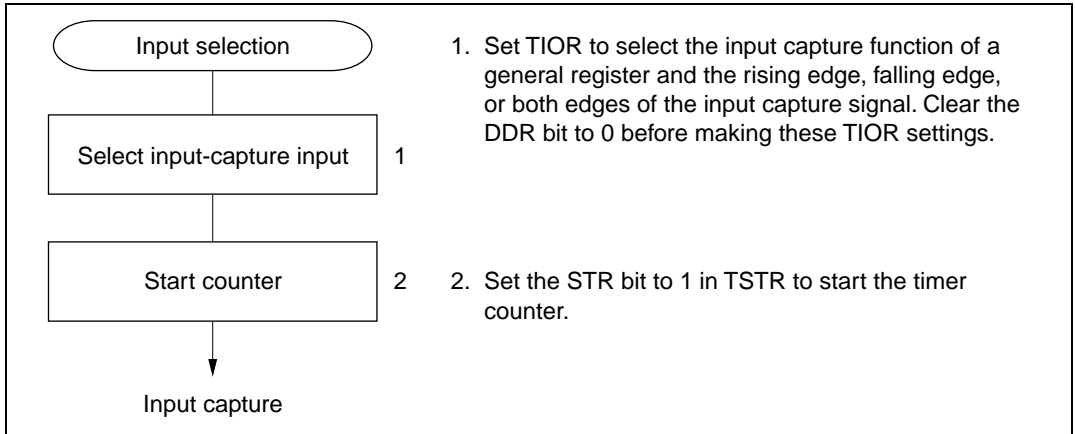 Input selection
Select input-capture input 1
Start counter 2
Input capture
1. Set TIOR to select the input capture function of a
general register and the rising edge, falling edge,
or both edges of the input capture signal. Clear the
DDR bit to 0 before making these TIOR settings.
2. Set the STR bit to 1 in TSTR to start the timer
counter.